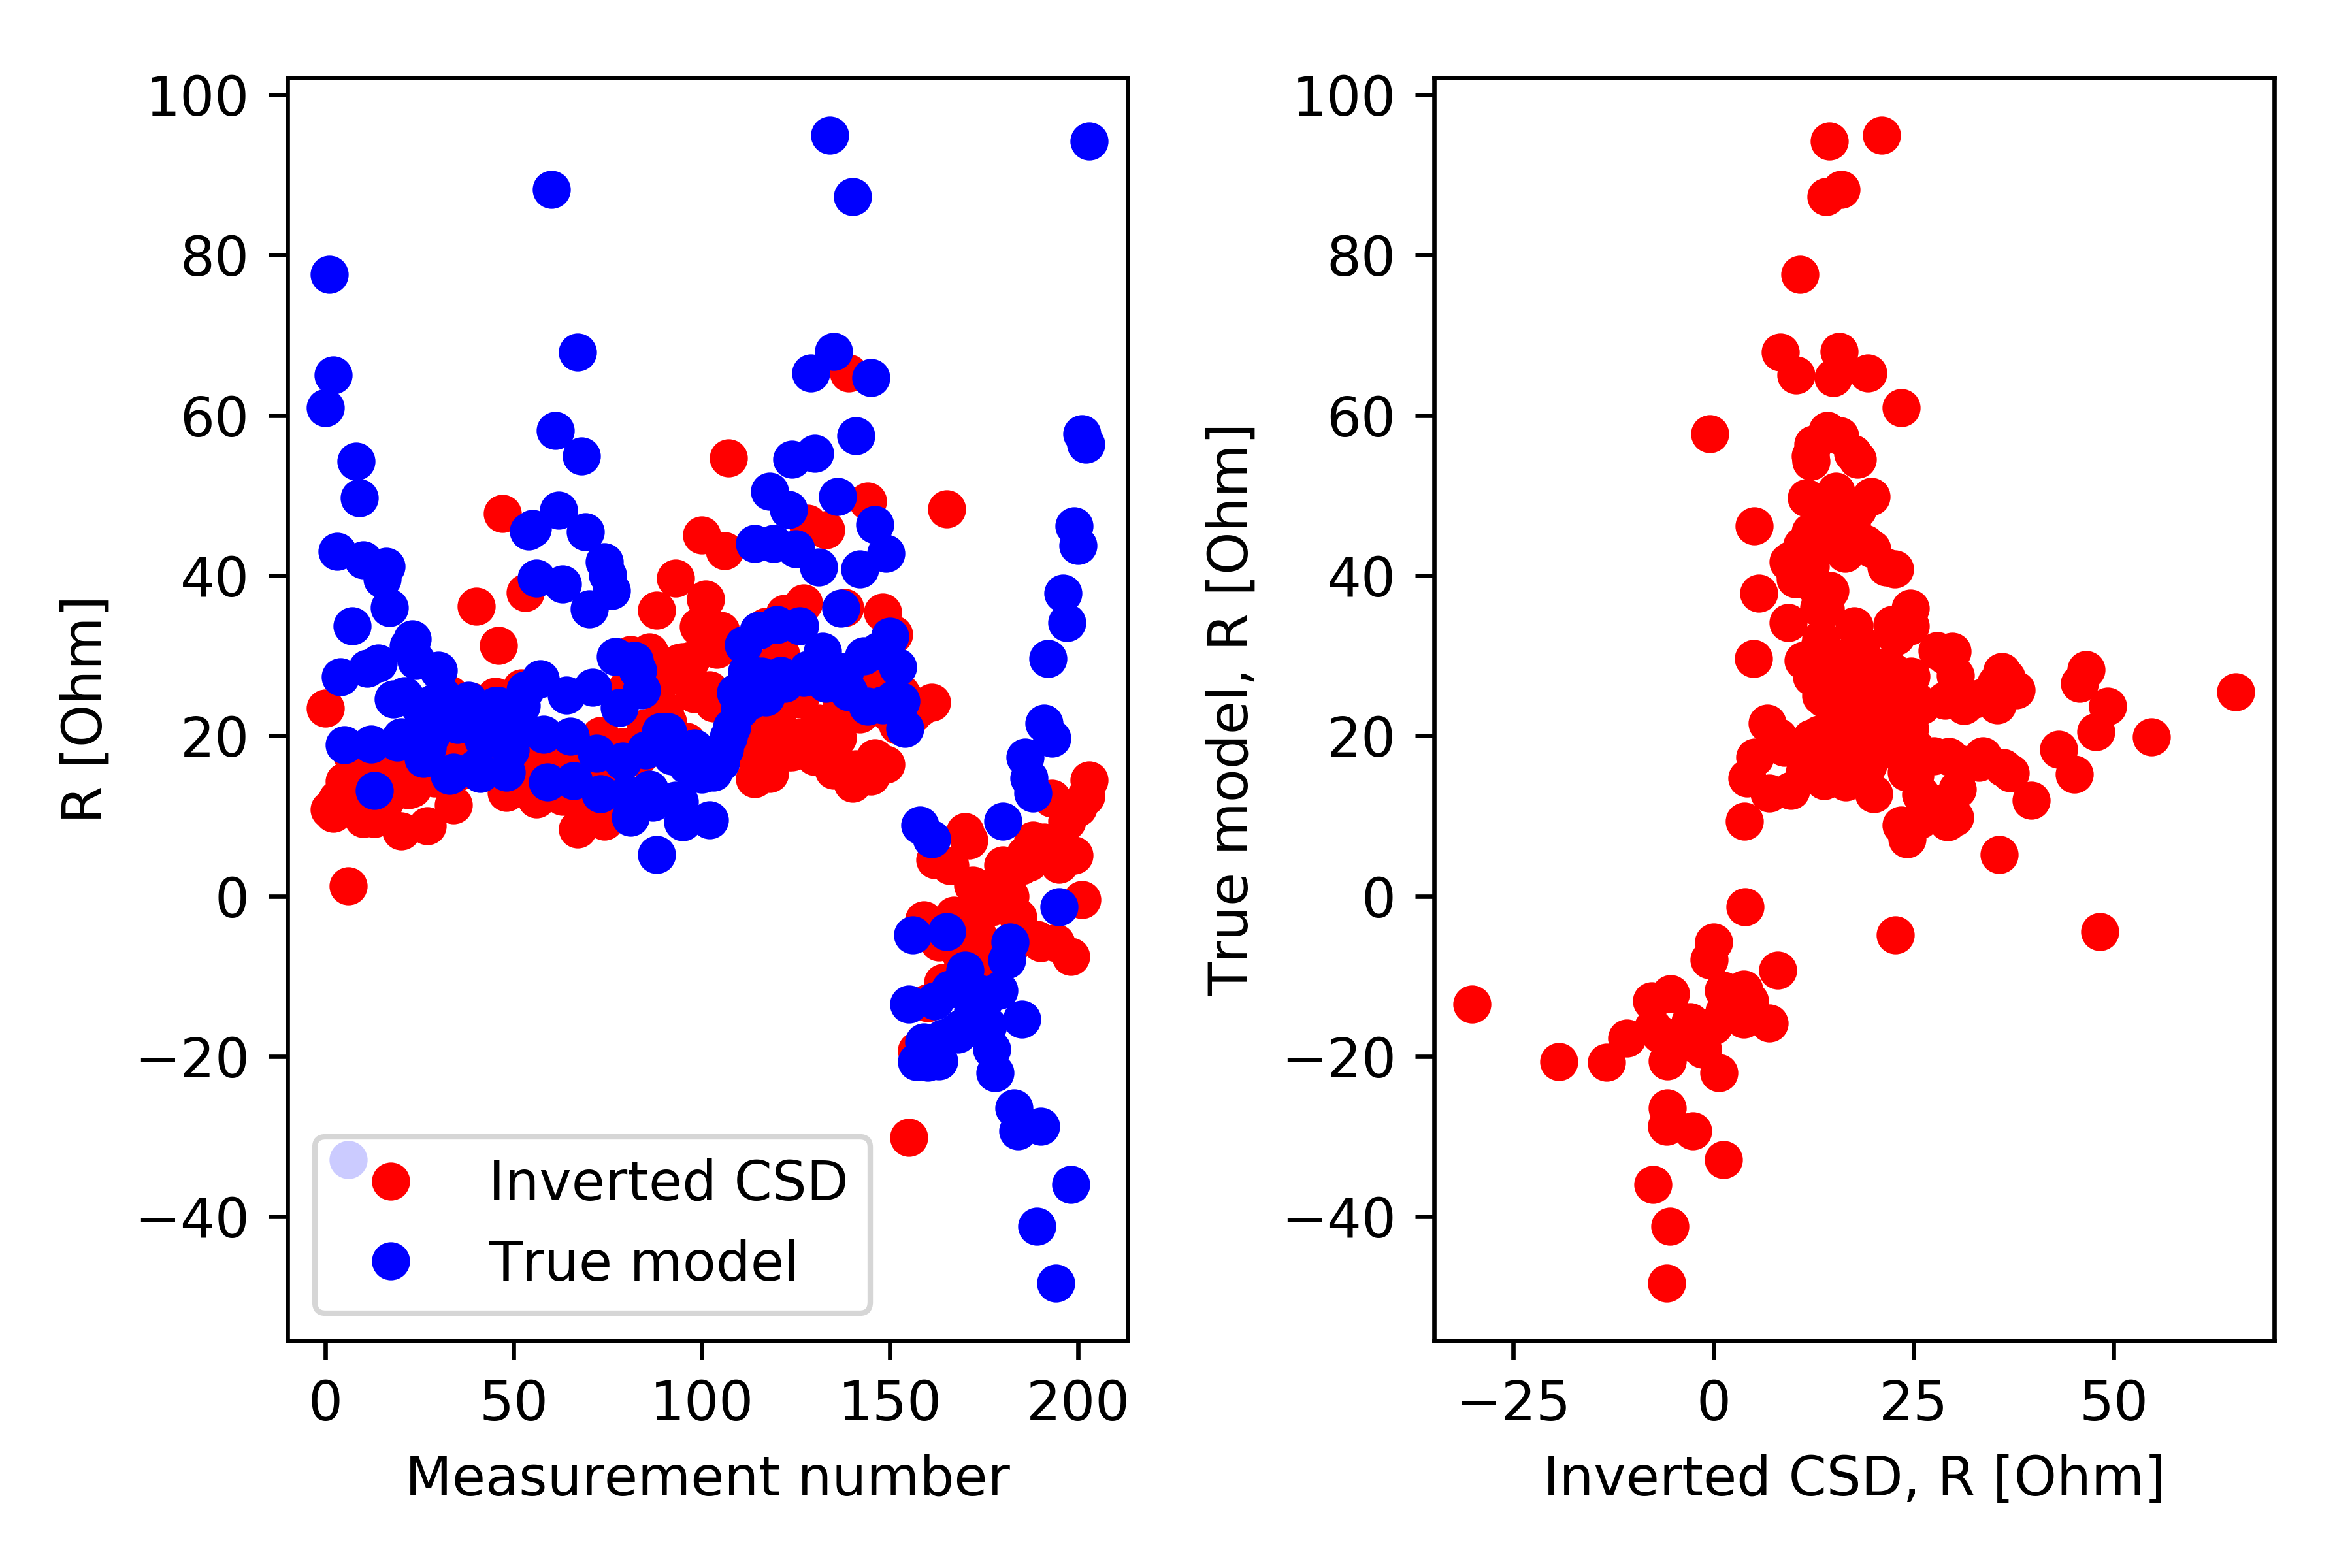 100
80
60
40
20
0
−20
−40
R [Ohm]
0 50 100 150 200
Measurement number
Inverted CSD
True model
100
80
60
40
20
0
−20
−40
True model, R [Ohm]
−25 0 25 50
Inverted CSD, R [Ohm]